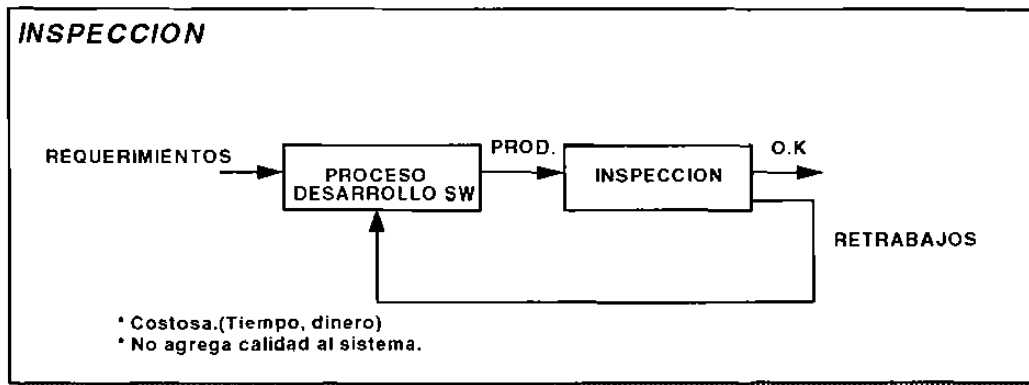 INSPECCION
REQUERIMIENTOS
PROCESO
DESARROLLO SW
PROD.
INSPECCION
O.K
RETRABAJOS
* Costosa.(Tiempo, dinero)
* No agrega calidad al sistema.